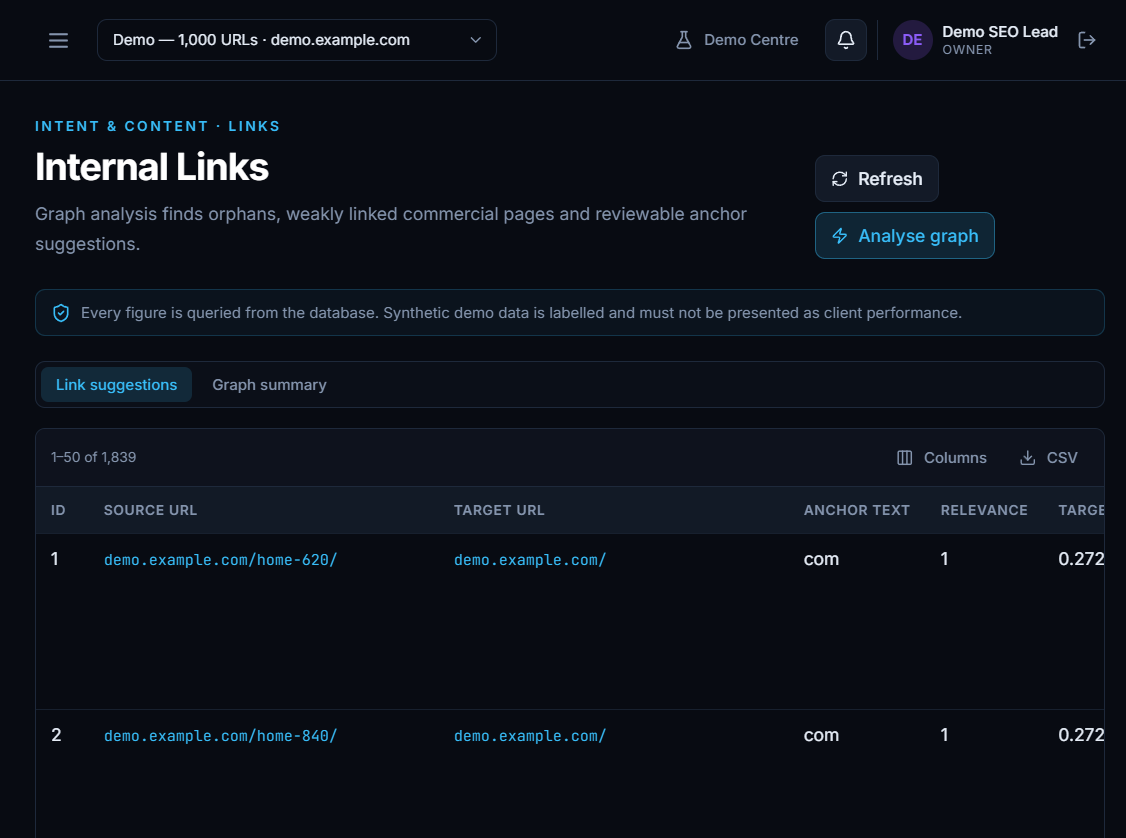 Demo — 1,000 URLs · demo.example.com
Demo Centre
DE
Demo SEO Lead
OWNER
INTENT & CONTENT · LINKS
Internal Links
Graph analysis finds orphans, weakly linked commercial pages and reviewable anchor
suggestions.
Refresh
Analyse graph
Every figure is queried from the database. Synthetic demo data is labelled and must not be presented as client performance.
Link suggestions Graph summary
1–50 of 1,839 Columns CSV
ID SOURCE URL TARGET URL ANCHOR TEXT RELEVANCE TARGE
1 demo.example.com/home-620/ demo.example.com/ com 1 0.272
2 demo.example.com/home-840/ demo.example.com/ com 1 0.272